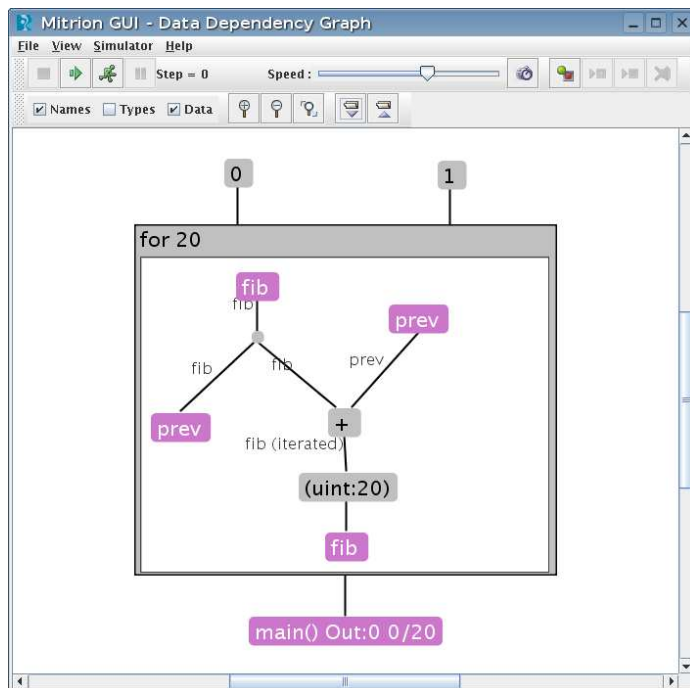 Mitrion GUI - Data Dependency Graph
File View Simulator Help
Step = 0 Speed :
Names Types Data
0 1
for 20
fib
fib
prev
fib fib prev
prev
+
fib (iterated)
(uint:20)
fib
main() Out:0 0/20